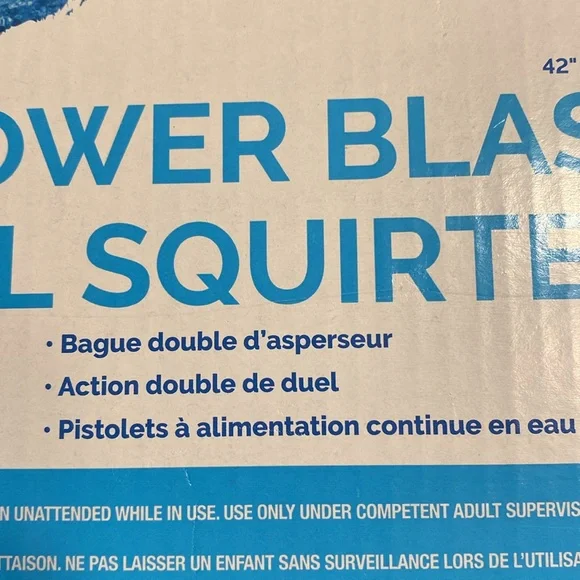 42"
OWER BLAS
L SQUIRTE
• Bague double d'asperseur
• Action double de duel
• Pistolets à alimentation continue en eau
N UNATTENDED WHILE IN USE. USE ONLY UNDER COMPETENT ADULT SUPERVIS
TTAISON. NE PAS LAISSER UN ENFANT SANS SURVEILLANCE LORS DE L'UTILISA